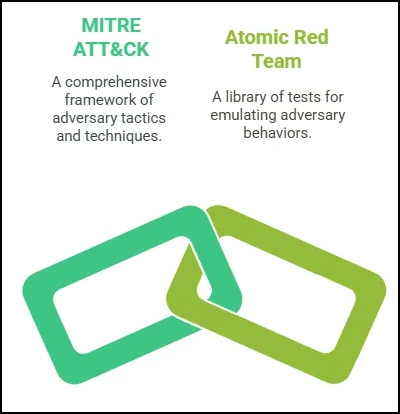 MITRE
ATT&CK
A comprehensive
framework of
adversary tactics
and techniques.
Atomic Red
Team
A library of tests for
emulating adversary
behaviors.